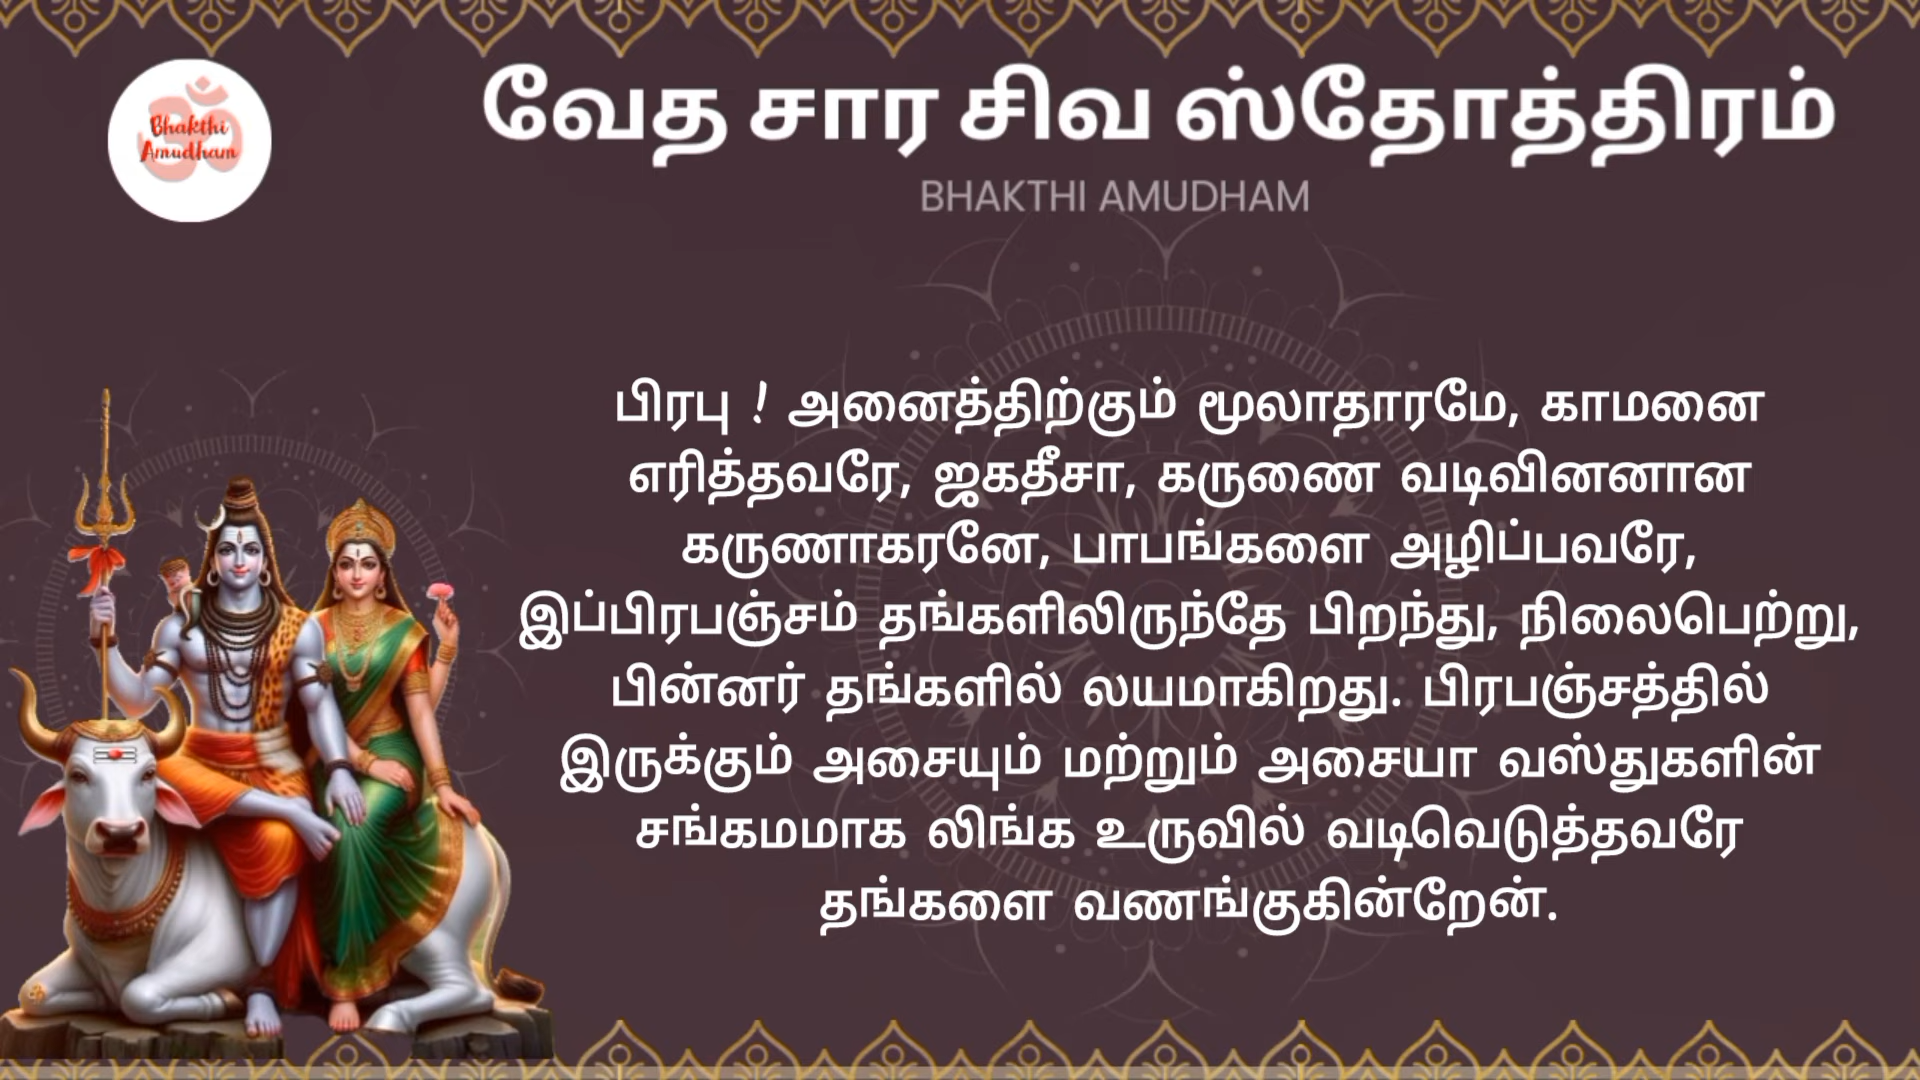 Bhakthi
Amudham
வேத சார சிவ ஸ்தோத்திரம்
BHAKTHI AMUDHAM
பிரபு ! அனைத்திற்கும் மூலாதாரமே, காமனை
எரித்தவரே, ஜகதீசா, கருணை வடிவினனான
கருணாகரனே, பாபங்களை அழிப்பவரே,
இப்பிரபஞ்சம் தங்களிலிருந்தே பிறந்து, நிலைபெற்று,
பின்னர் தங்களில் லயமாகிறது. பிரபஞ்சத்தில்
இருக்கும் அசையும் மற்றும் அசையா வஸ்துகளின்
சங்கமமாக லிங்க உருவில் வடிவெடுத்தவரே
தங்களை வணங்குகின்றேன்.